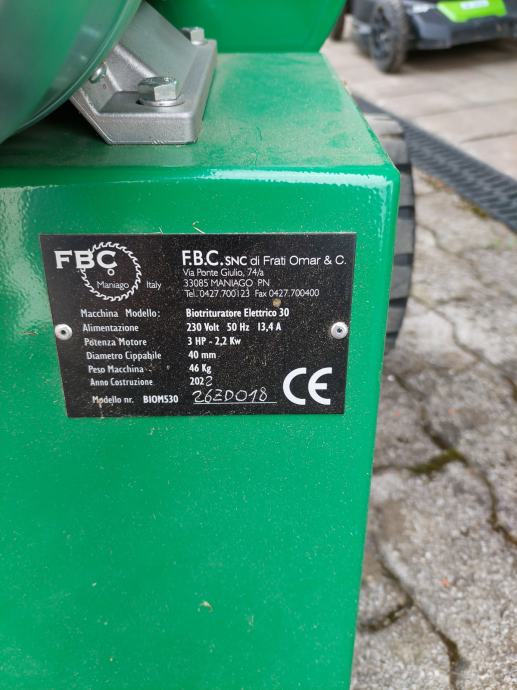 FBC
Maniago Italy
F.B.C. SNC di Frati Omar & C.
Via Ponte Giulio, 74/a
33085 MANIAGO PN
Tel. 0427.700123 Fax 0427.700400
Macchina Modello: Biotrituratore Elettrico 30
Alimentazione 230 Volt 50 Hz 13,4 A
Potenza Motore 3 HP - 2,2 Kw
Diametro Cippabile 40 mm
Peso Macchina 46 Kg
Anno Costruzione 2022
Modello nr. BIOM530 26ZD018
CE